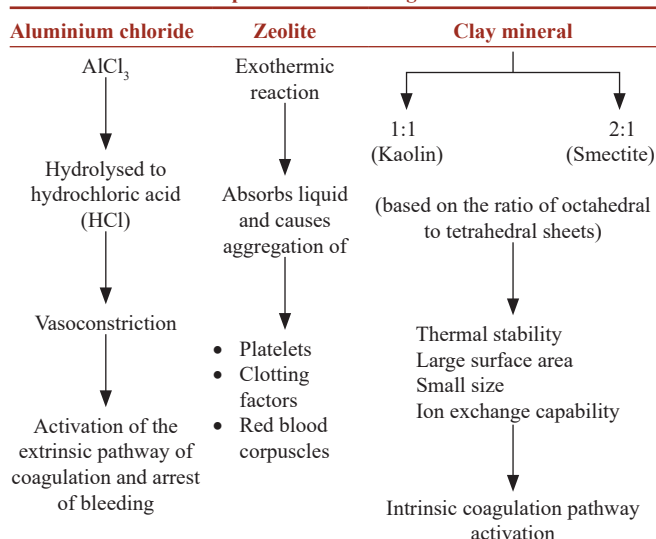 Aluminium chloride
Zeolite
Clay mineral
AlCl3
Hydrolysed to
hydrochloric acid
(HCl)
Vasoconstriction
Activation of the
extrinsic pathway of
coagulation and arrest
of bleeding
Exothermic
reaction
Absorbs liquid
and causes
aggregation of
• Platelets
• Clotting
factors
• Red blood
corpuscles
1:1
(Kaolin)
2:1
(Smectite)
(based on the ratio of octahedral
to tetrahedral sheets)
Thermal stability
Large surface area
Small size
Ion exchange capability
Intrinsic coagulation pathway
activation